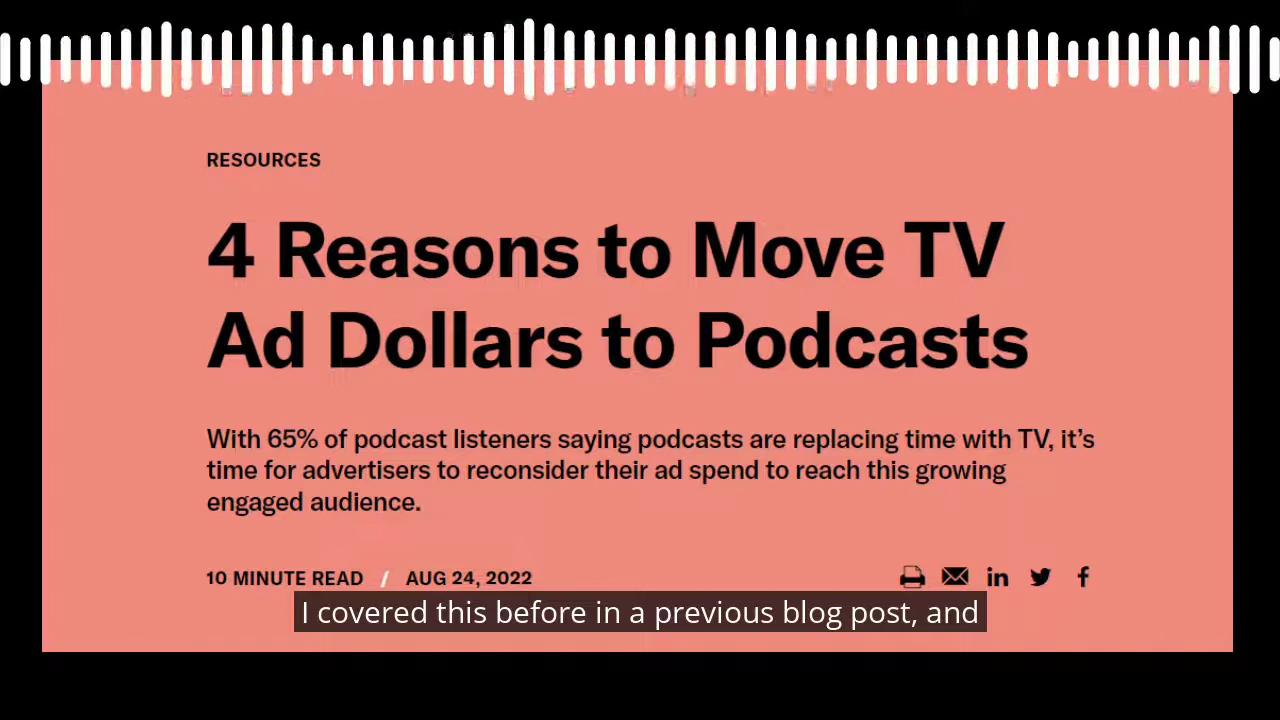 RESOURCES
4 Reasons to Move TV
Ad Dollars to Podcasts
With 65% of podcast listeners saying podcasts are replacing time with TV, it's
time for advertisers to reconsider their ad spend to reach this growing
engaged audience.
10 MINUTE READ / AUG 24, 2022
I covered this before in a previous blog post, and